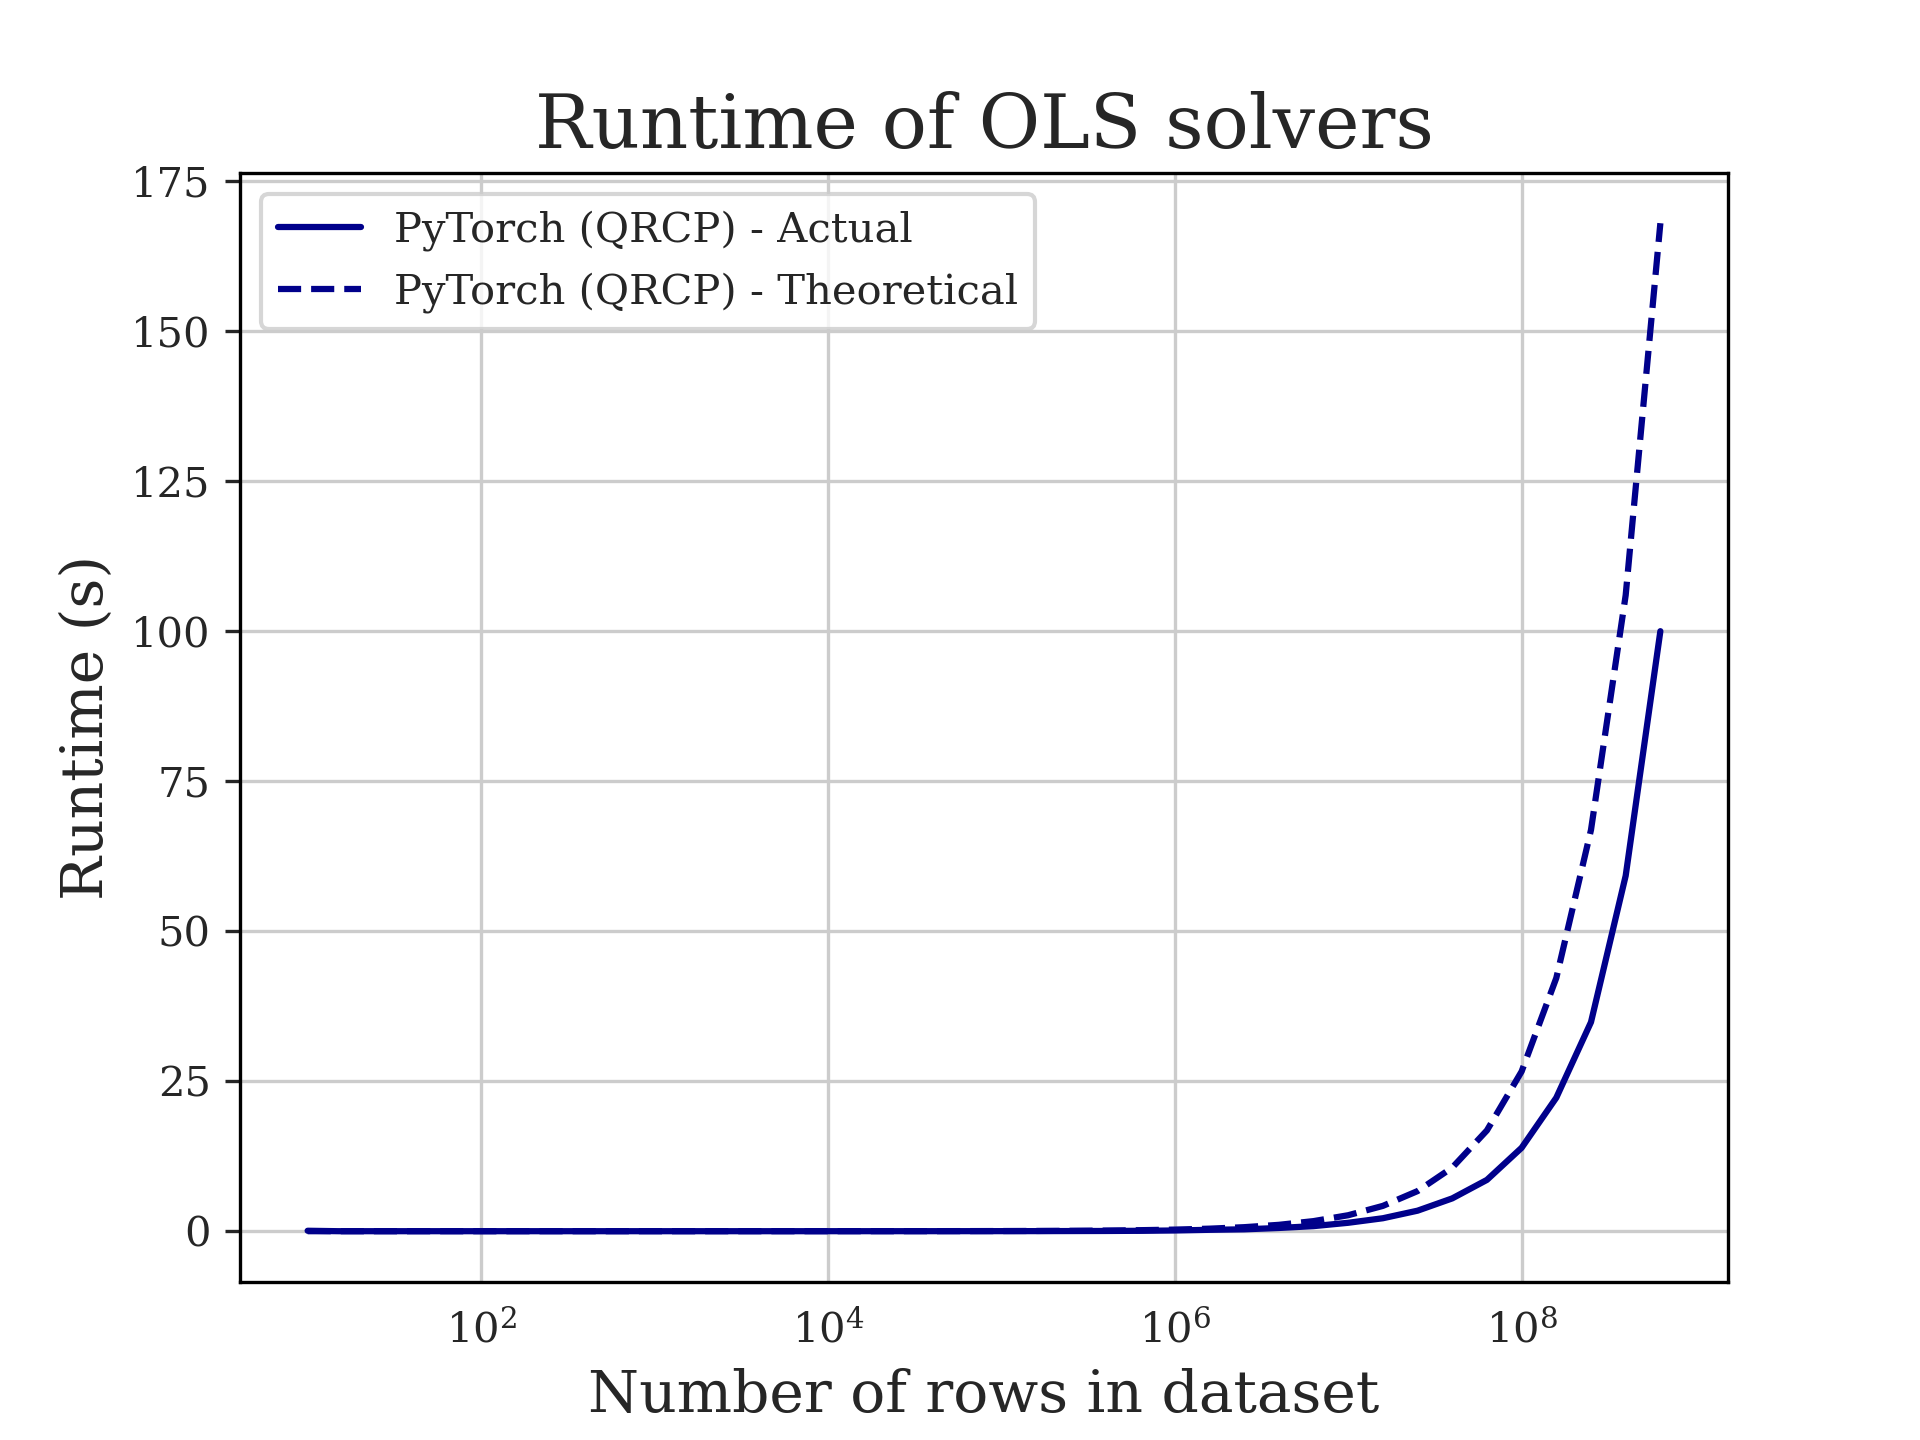 Runtime of OLS solvers
PyTorch (QRCP) - Actual
PyTorch (QRCP) - Theoretical
Runtime (s)
175
150
125
100
75
50
25
0
10² 10⁴ 10⁶ 10⁸
Number of rows in dataset